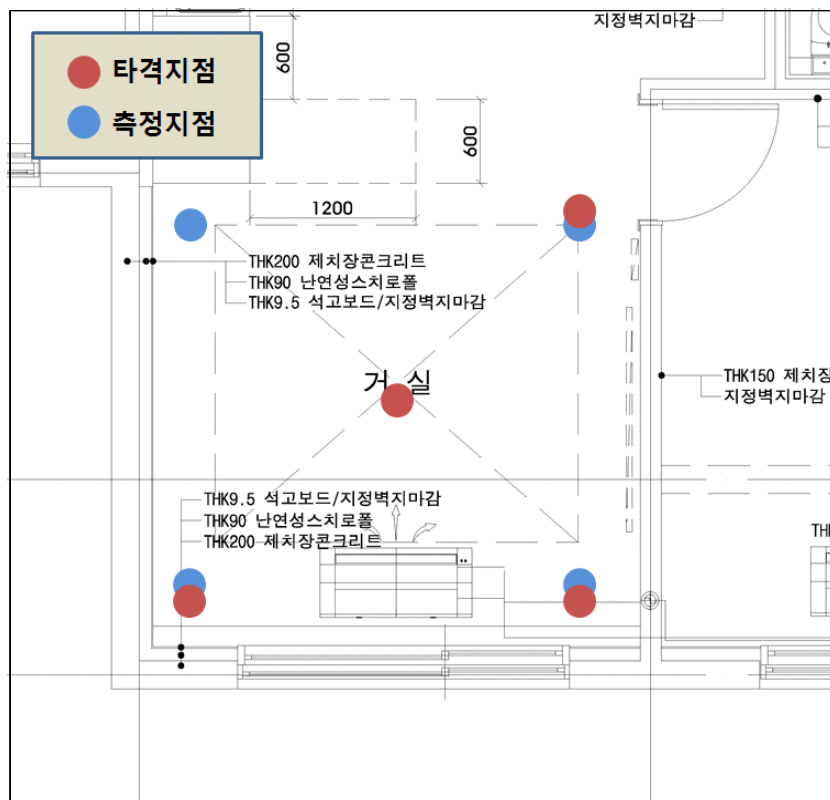 지정벽지마감
타격지점
측정지점
600
600
1200
THK200 제치장콘크리트
THK90 난연성스치로폴
THK9.5 석고보드/지정벽지마감
거 실
THK150 제치장
지정벽지마감
THK9.5 석고보드/지정벽지마감
THK90 난연성스치로폴
THK200 제치장콘크리트